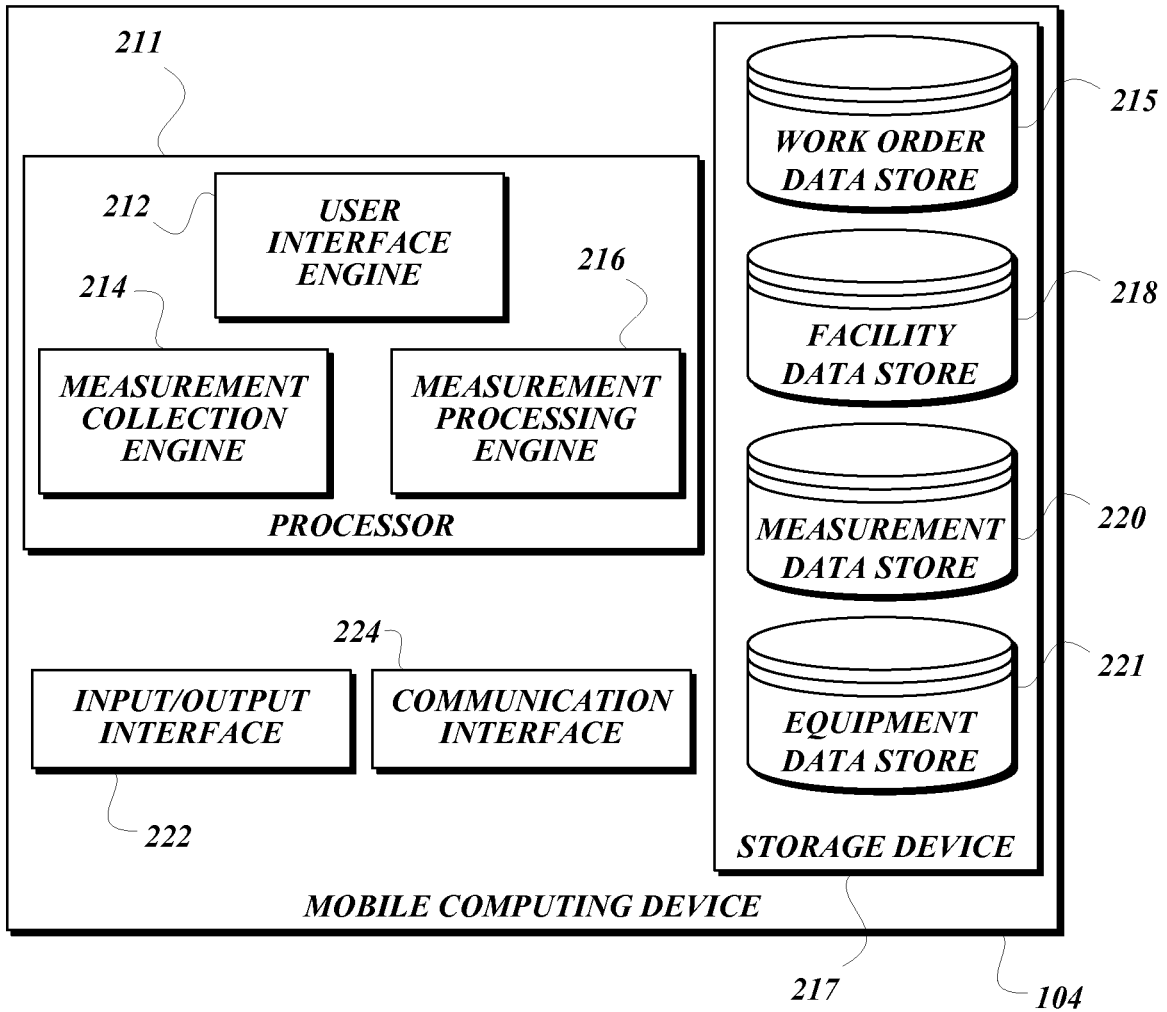 211
212
USER
INTERFACE
ENGINE
214
216
MEASUREMENT
COLLECTION
ENGINE
MEASUREMENT
PROCESSING
ENGINE
PROCESSOR
WORK ORDER
DATA STORE
215
FACILITY
DATA STORE
218
MEASUREMENT
DATA STORE
220
EQUIPMENT
DATA STORE
221
STORAGE DEVICE
224
INPUT/OUTPUT
INTERFACE
COMMUNICATION
INTERFACE
222
MOBILE COMPUTING DEVICE
217
104